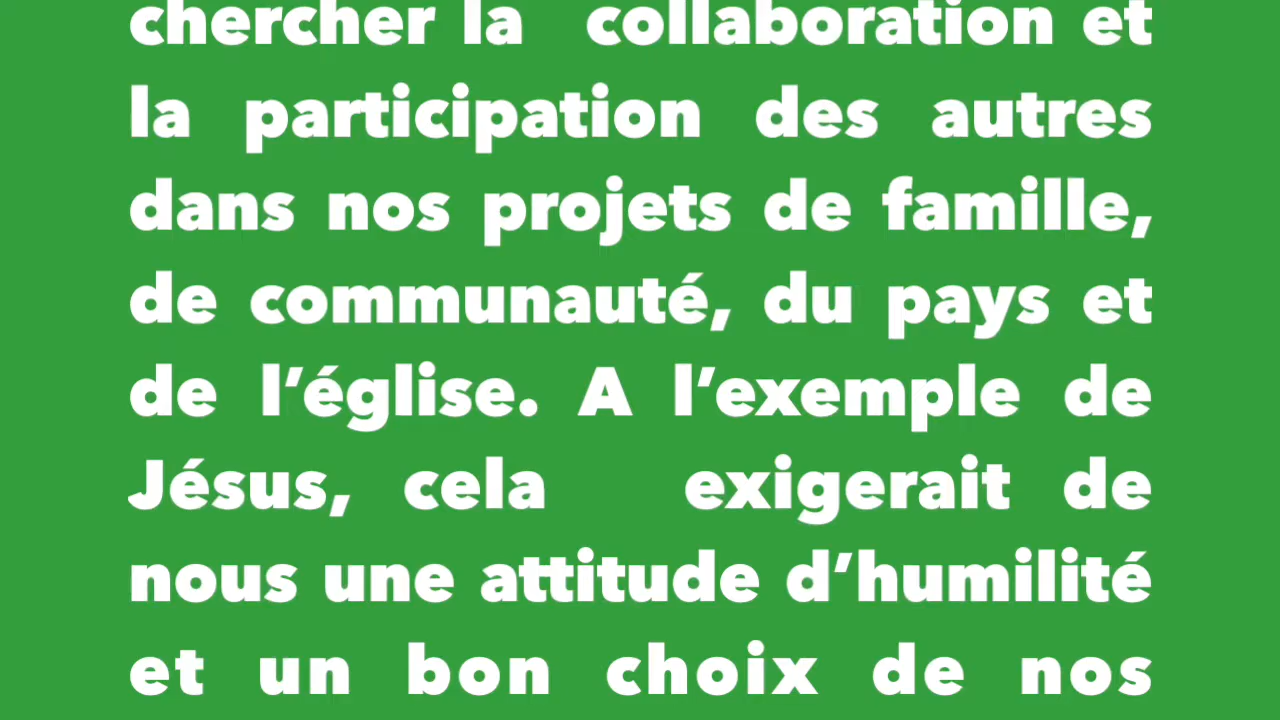 chercher la collaboration et
la participation des autres
dans nos projets de famille,
de communauté, du pays et
de l’église. A l’exemple de
Jésus, cela exigerait de
nous une attitude d’humilité
et un bon choix de nos